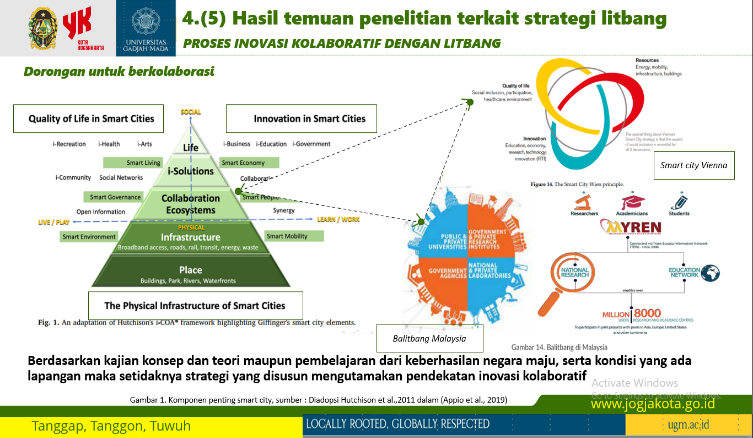 4.(5) Hasil temuan penelitian terkait strategi litbang
PROSES INOVASI KOLABORATIF DENGAN LITBANG
YK
KOTA
YOGYAKARTA
UNIVERSITAS
GADJAH MADA
Dorongan untuk berkolaborasi
Quality of Life in Smart Cities
Innovation in Smart Cities
SOCIAL
i-Recreation i-Health i-Arts
Life
i-Business i-Education i-Government
Smart Living
i-Solutions
Smart Economy
i-Community Social Networks
Smart Governance
Collaboration
Ecosystems
Open Information
Synergy
LIVE / PLAY
LEARN / WORK
PHYSICAL
Smart Environment
Infrastructure
Smart Mobility
Broadband access, roads, rail, transit, energy, waste
Place
Buildings, Park, Rivers, Waterfronts
The Physical Infrastructure of Smart Cities
Fig. 1. An adaptation of Hutchison's i-COA® framework highlighting Giffinger's smart city elements.
Resources
Energy, mobility,
infrastructure, buildings
Quality of life
Social inclusion, participation,
healthcare, environment
Innovation
Education, economy,
research, technology,
innovation (RTI)
Smart city Vienna
Figure 14. The Smart City Wien principle.
PUBLIC &
PRIVATE
UNIVERSITIES
GOVERNMENT
& PRIVATE
RESEARCH
INSTITUTES
GOVERNMENT
AGENCIES
NATIONAL
& PRIVATE
LABORATORIES
Balitbang Malaysia
Researchers
Academicians
Students
MYREN
NATIONAL
RESEARCH
EDUCATION
NETWORK
MILLION
USERS
8000
RESEARCH AND ACADEMIC CENTRES
Gambar 14. Balitbang di Malaysia
Berdasarkan kajian konsep dan teori maupun pembelajaran dari keberhasilan negara maju, serta kondisi yang ada
lapangan maka setidaknya strategi yang disusun mengutamakan pendekatan inovasi kolaboratif
Activate Windows
Gambar 1. Komponen penting smart city, sumber : Diadopsi Hutchison et al.,2011 dalam (Appio et al., 2019)
www.jogjakota.go.id
Tanggap, Tanggon, Tuwuh
LOCALLY ROOTED, GLOBALLY RESPECTED
ugm.ac.id